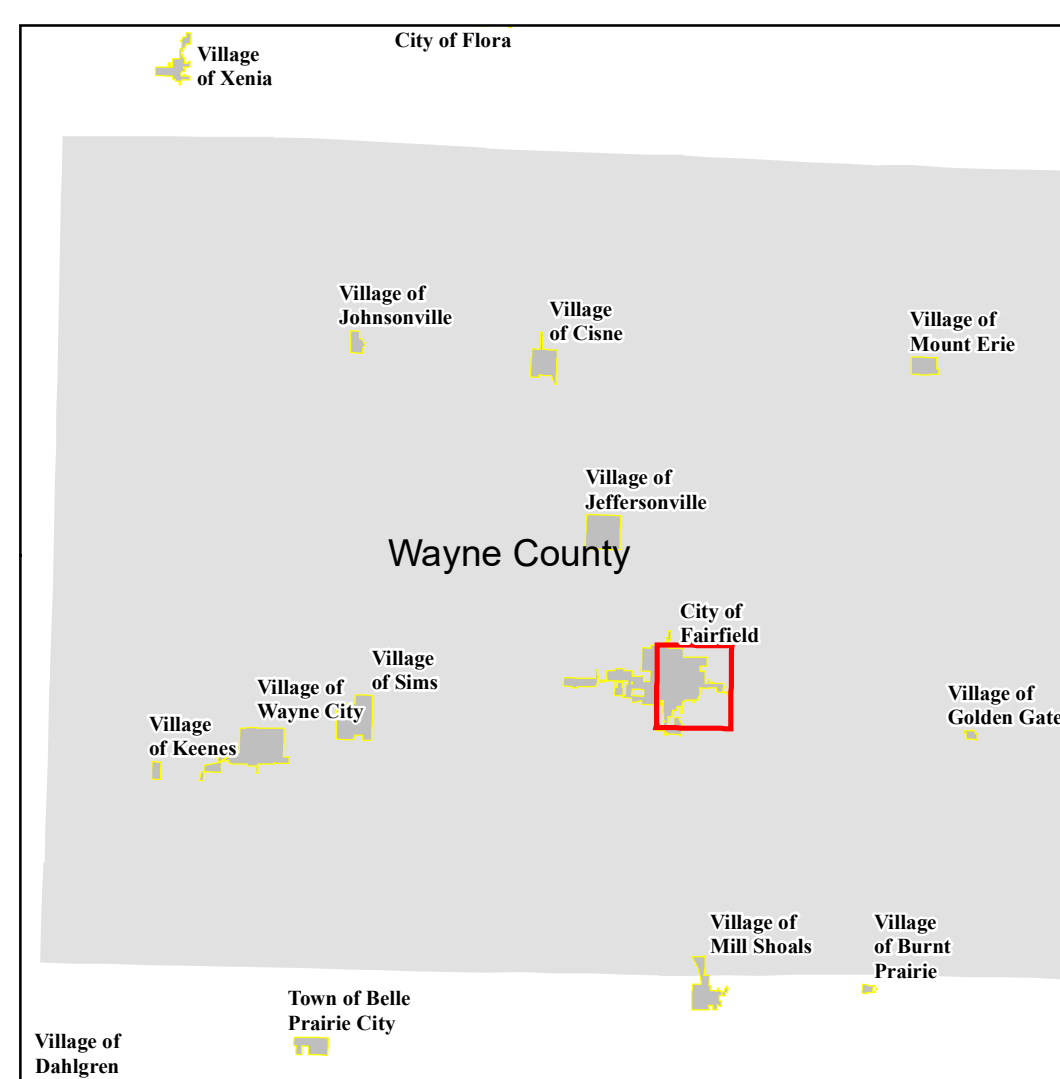 City of Flora
Village
of Xenia
Village of
Johnsonville
Village
of Cisne
Village of
Mount Erie
Village of
Jeffersonville
Wayne County
City of
Fairfield
Village
of Sims
Village of
Wayne City
Village of
Golden Gate
Village
of Keenes
Village of
Mill Shoals
Village
of Burnt
Prairie
Town of Belle
Prairie City
Village of
Dahlgren